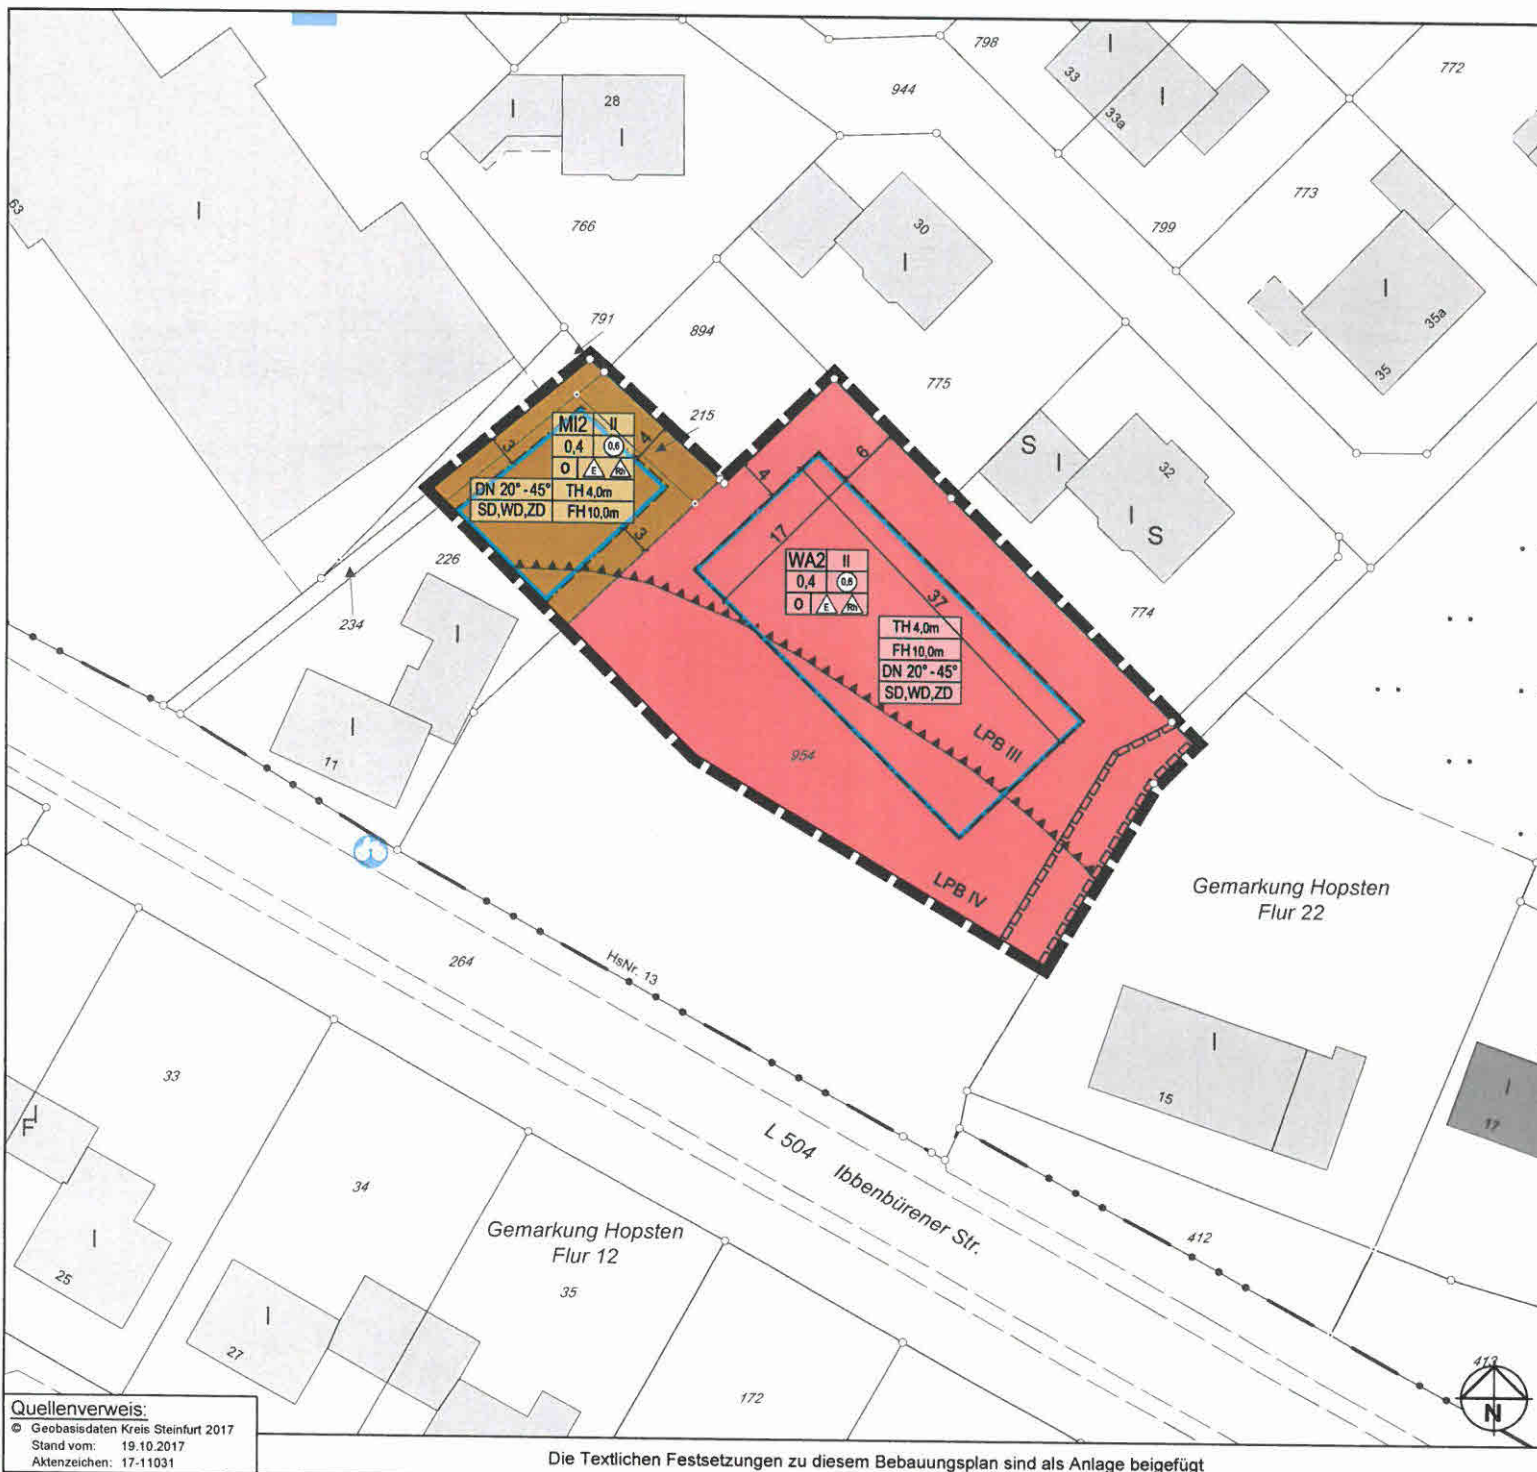 798
772
I
33
I
33a
944
28
I
I
63
I
766
773
799
30
I
I
35a
35
791
894
775
215
MI2 II
0,4 0,6
O E Rh
DN 20° - 45° TH 4,0m
SD,WD,ZD FH 10,0m
3
4
3
S
I
32
I
S
6
4
17
37
WA2 II
0,4 0,6
O E Rh
TH 4,0m
FH 10,0m
DN 20° - 45°
SD,WD,ZD
226
234
I
I
11
774
LPB III
954
LPB IV
Gemarkung Hopsten
Flur 22
264
HsNr. 13
33
I
15
I
17
I
F
L 504 Ibbenbürener Str.
34
Gemarkung Hopsten
Flur 12
412
I
25
35
I
27
172
413
N
Quellenverweis:
© Geobasisdaten Kreis Steinfurt 2017
Stand vom: 19.10.2017
Aktenzeichen: 17-11031
Die Textlichen Festsetzungen zu diesem Bebauungsplan sind als Anlage beigefügt